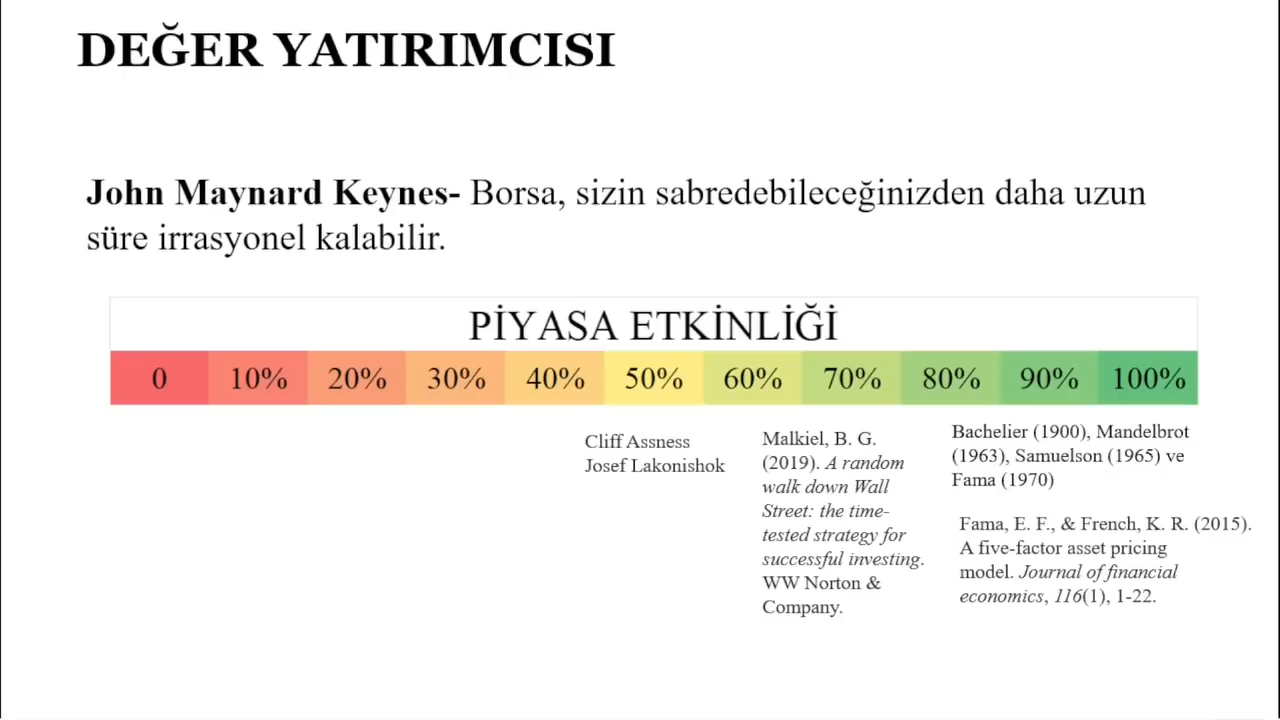 DEĞER YATIRIMCISI
John Maynard Keynes- Borsa, sizin sabredebileceğinizden daha uzun
süre irrasyonel kalabilir.
PİYASA ETKİNLİĞİ
0 10% 20% 30% 40% 50% 60% 70% 80% 90% 100%
Cliff Assness
Josef Lakonishok
Malkiel, B. G.
(2019). A random
walk down Wall
Street: the time-
tested strategy for
successful investing.
WW Norton &
Company.
Bachelier (1900), Mandelbrot
(1963), Samuelson (1965) ve
Fama (1970)
Fama, E. F., & French, K. R. (2015).
A five-factor asset pricing
model. Journal of financial
economics, 116(1), 1-22.